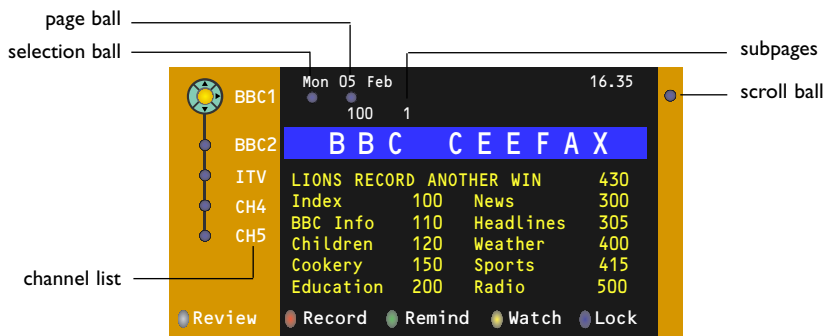 page ball
selection ball
subpages
scroll ball
channel list
Mon 05 Feb 16.35
100 1
BBC1
BBC2
ITV
CH4
CH5
BBC CEEFAX
LIONS RECORD ANOTHER WIN 430
Index 100 News 300
BBC Info 110 Headlines 305
Children 120 Weather 400
Cookery 150 Sports 415
Education 200 Radio 500
Review Record Remind Watch Lock